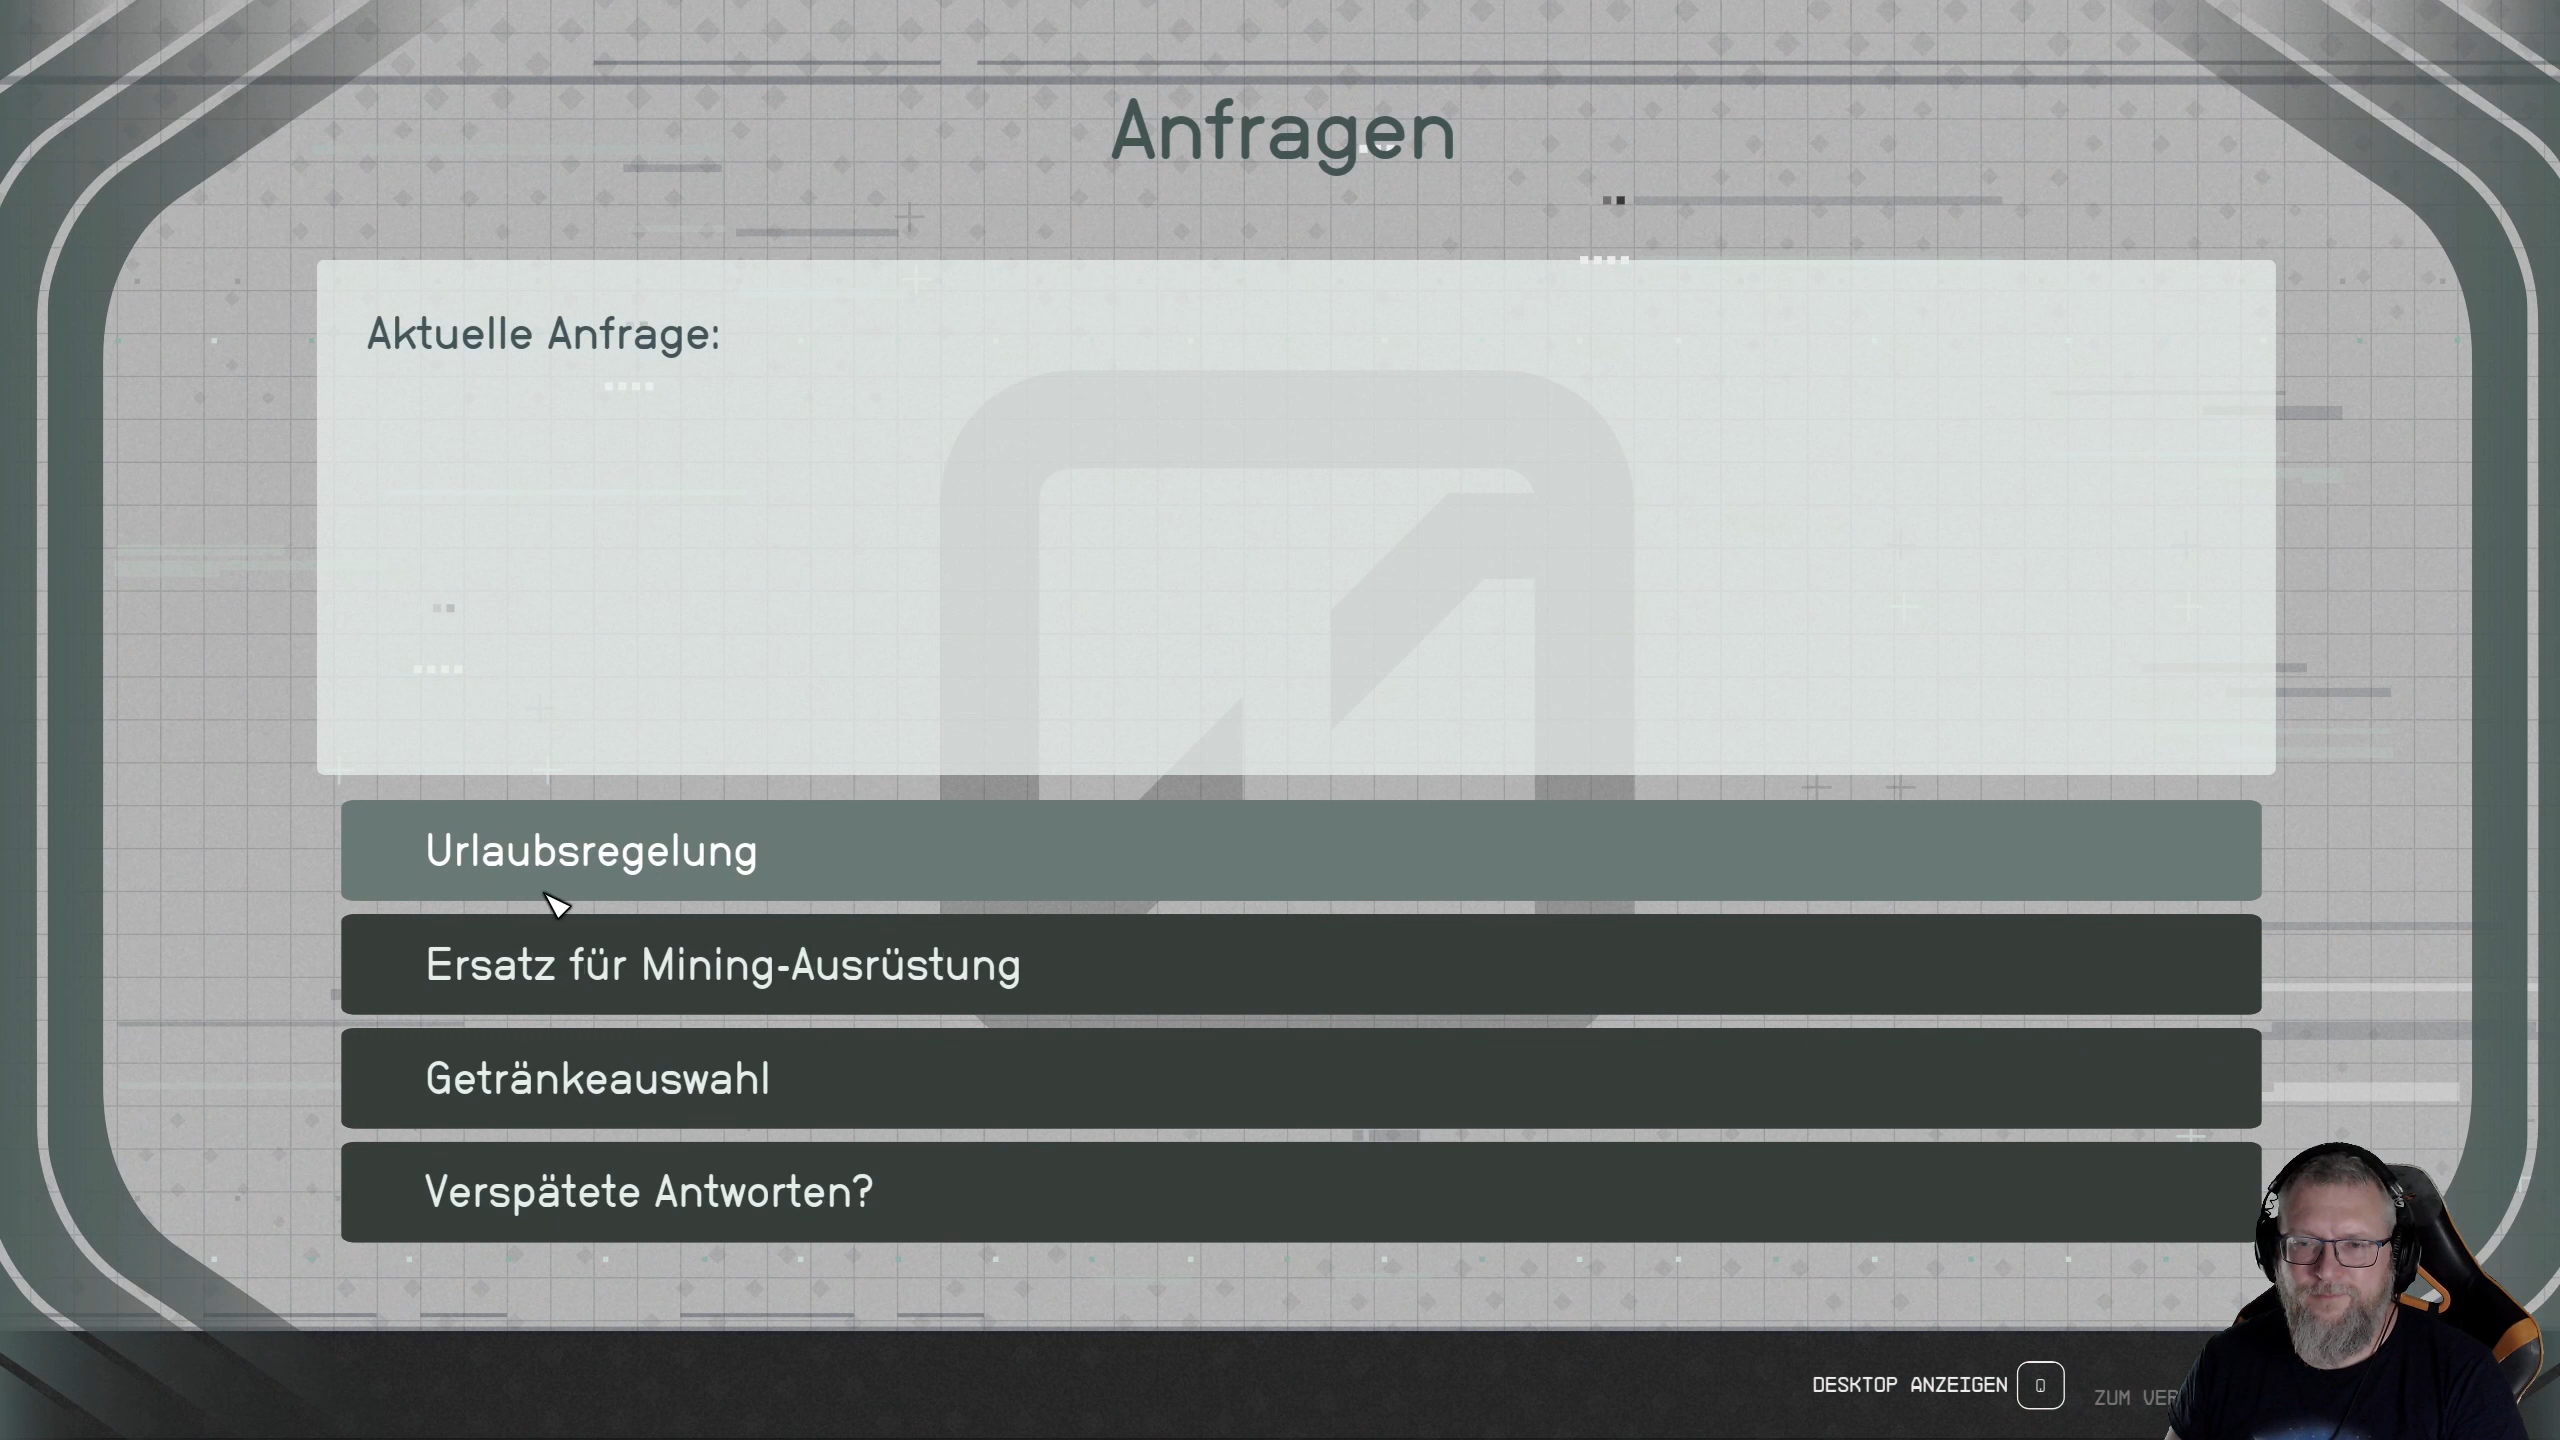 Anfragen
Aktuelle Anfrage:
Urlaubsregelung
Ersatz für Mining-Ausrüstung
Getränkeauswahl
Verspätete Antworten?
DESKTOP ANZEIGEN
ZUM